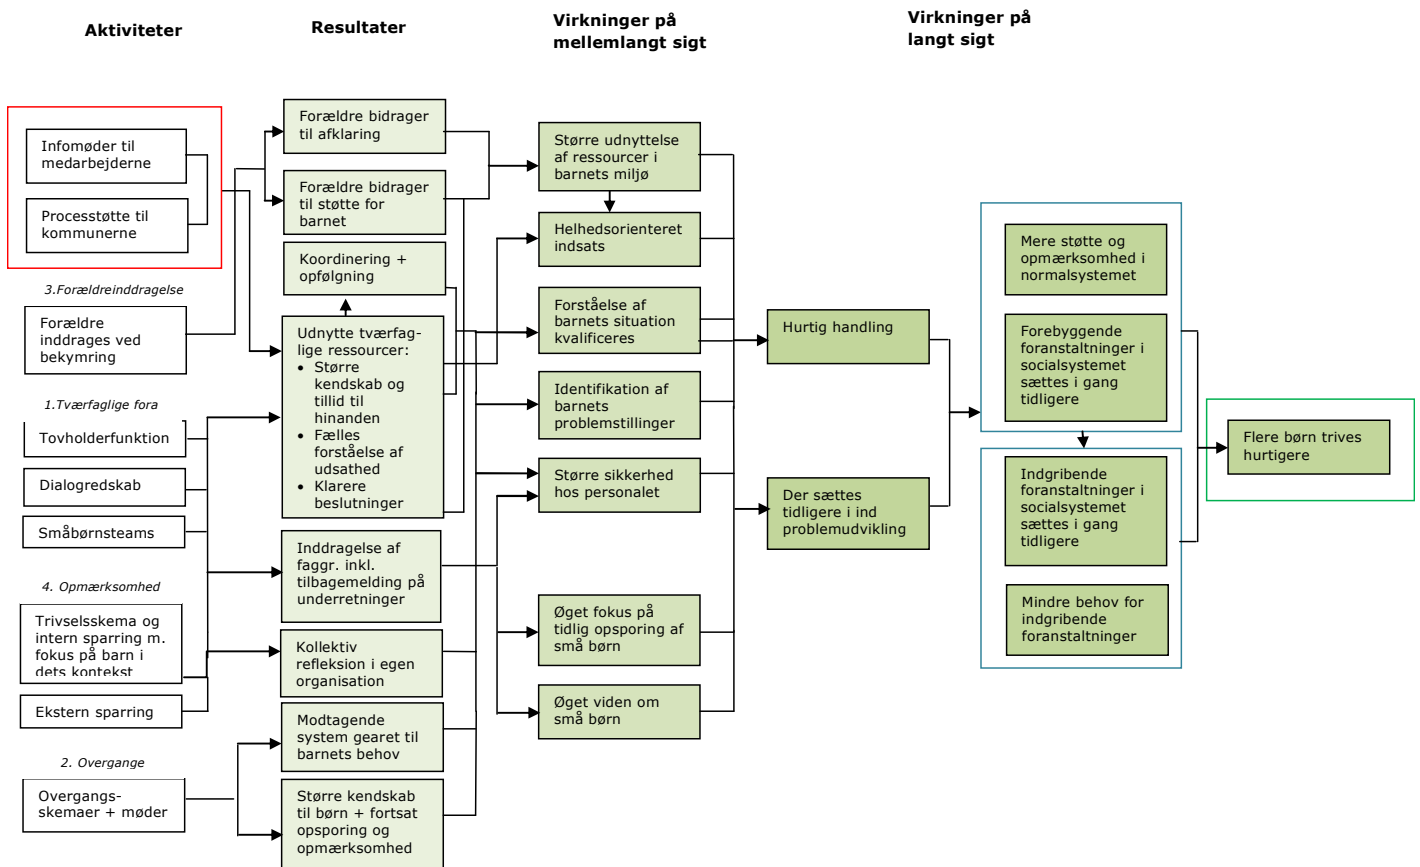 Aktiviteter
Resultater
Virkninger på
mellemlangt sigt
Virkninger på
langt sigt
Infomøder til
medarbejderne
Processtøtte til
kommunerne
3.Forældreinddragelse
Forældre
inddrages ved
bekymring
1.Tværfaglige fora
Tovholderfunktion
Dialogredskab
Småbørnsteams
4. Opmærksomhed
Trivselsskema og
intern sparring m.
fokus på barn i
dets kontekst
Ekstern sparring
2. Overgange
Overgangs-
skemaer + møder
Forældre bidrager
til afklaring
Forældre bidrager
til støtte for
barnet
Koordinering +
opfølgning
Udnytte tværfag-
lige ressourcer:
• Større
kendskab og
tillid til
hinanden
• Fælles
forståelse af
udsathed
• Klarere
beslutninger
Inddragelse af
faggr. inkl.
tilbagemelding på
underretninger
Kollektiv
refleksion i egen
organisation
Modtagende
system gearet til
barnets behov
Større kendskab
til børn + fortsat
opsporing og
opmærksomhed
Større udnyttelse
af ressourcer i
barnets miljø
Helhedsorienteret
indsats
Forståelse af
barnets situation
kvalificeres
Identifikation af
barnets
problemstillinger
Større sikkerhed
hos personalet
Øget fokus på
tidlig opsporing af
små børn
Øget viden om
små børn
Hurtig handling
Der sættes
tidligere i ind
problemudvikling
Mere støtte og
opmærksomhed i
normalsystemet
Forebyggende
foranstaltninger i
socialsystemet
sættes i gang
tidligere
Indgribende
foranstaltninger i
socialsystemet
sættes i gang
tidligere
Mindre behov for
indgribende
foranstaltninger
Flere børn trives
hurtigere